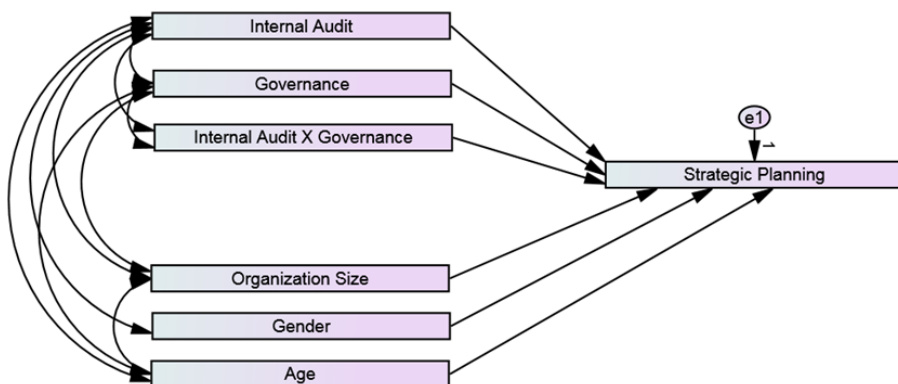 Internal Audit
Governance
Internal Audit X Governance
e1
1
Strategic Planning
Organization Size
Gender
Age